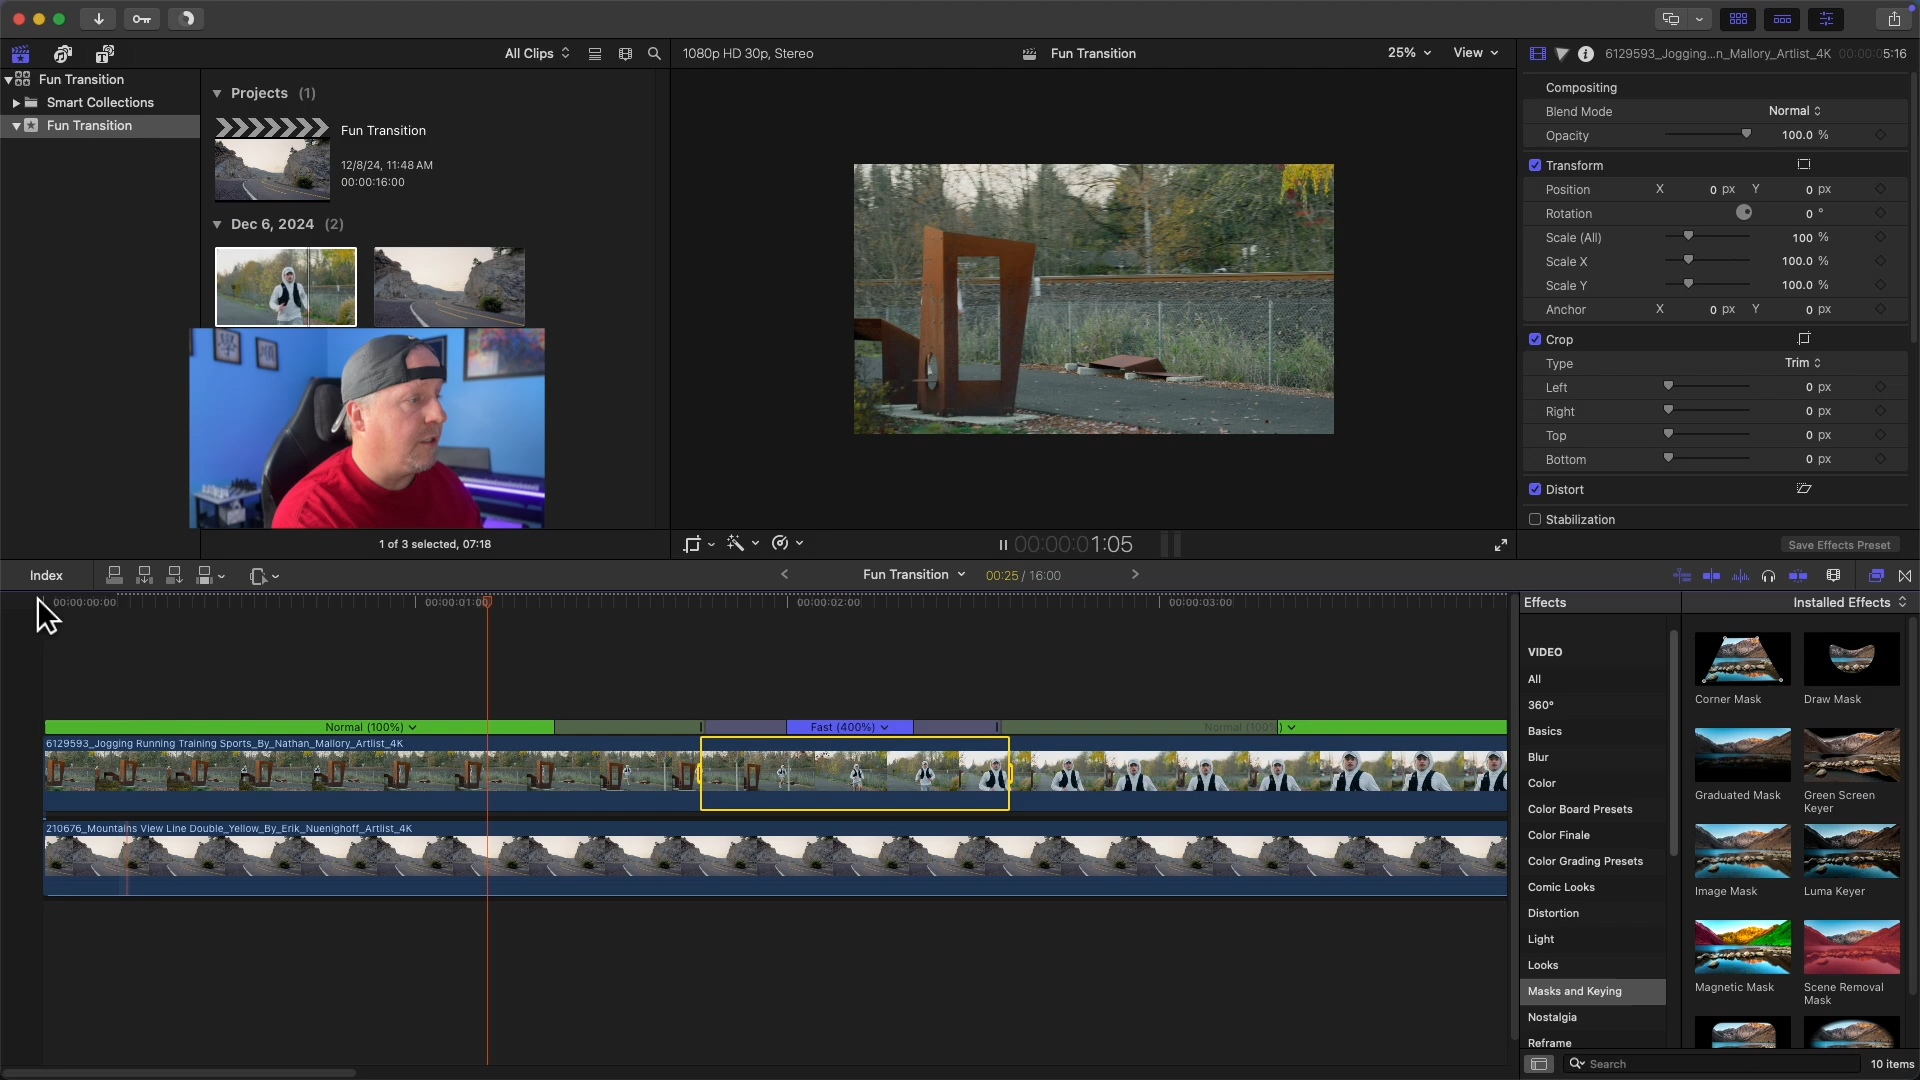 All Clips
1080p HD 30p, Stereo
Fun Transition
25%
View
6129593_Jogging...n_Mallory_Artlist_4K
00:00:05:16
Fun Transition
Smart Collections
Fun Transition
Projects (1)
Fun Transition
12/8/24, 11:48 AM
00:00:16:00
Dec 6, 2024 (2)
1 of 3 selected, 07:18
Compositing
Blend Mode Normal
Opacity 100.0 %
Transform
Position X 0 px Y 0 px
Rotation 0 °
Scale (All) 100 %
Scale X 100.0 %
Scale Y 100.0 %
Anchor X 0 px Y 0 px
Crop
Type Trim
Left 0 px
Right 0 px
Top 0 px
Bottom 0 px
Distort
Stabilization
Save Effects Preset
00:00:01:05
Index
Fun Transition
00:25 / 16:00
00:00:00:00
00:00:01:00
00:00:02:00
00:00:03:00
Normal (100%)
Fast (400%)
Normal (100%)
6129593_Jogging Running Training Sports_By_Nathan_Mallory_Artlist_4K
210676_Mountains View Line Double_Yellow_By_Erik_Nuenighoff_Artlist_4K
Effects
Installed Effects
VIDEO
All
360°
Basics
Blur
Color
Color Board Presets
Color Finale
Color Grading Presets
Comic Looks
Distortion
Light
Looks
Masks and Keying
Nostalgia
Reframe
Corner Mask
Draw Mask
Graduated Mask
Green Screen
Keyer
Image Mask
Luma Keyer
Magnetic Mask
Scene Removal
Mask
Search
10 items